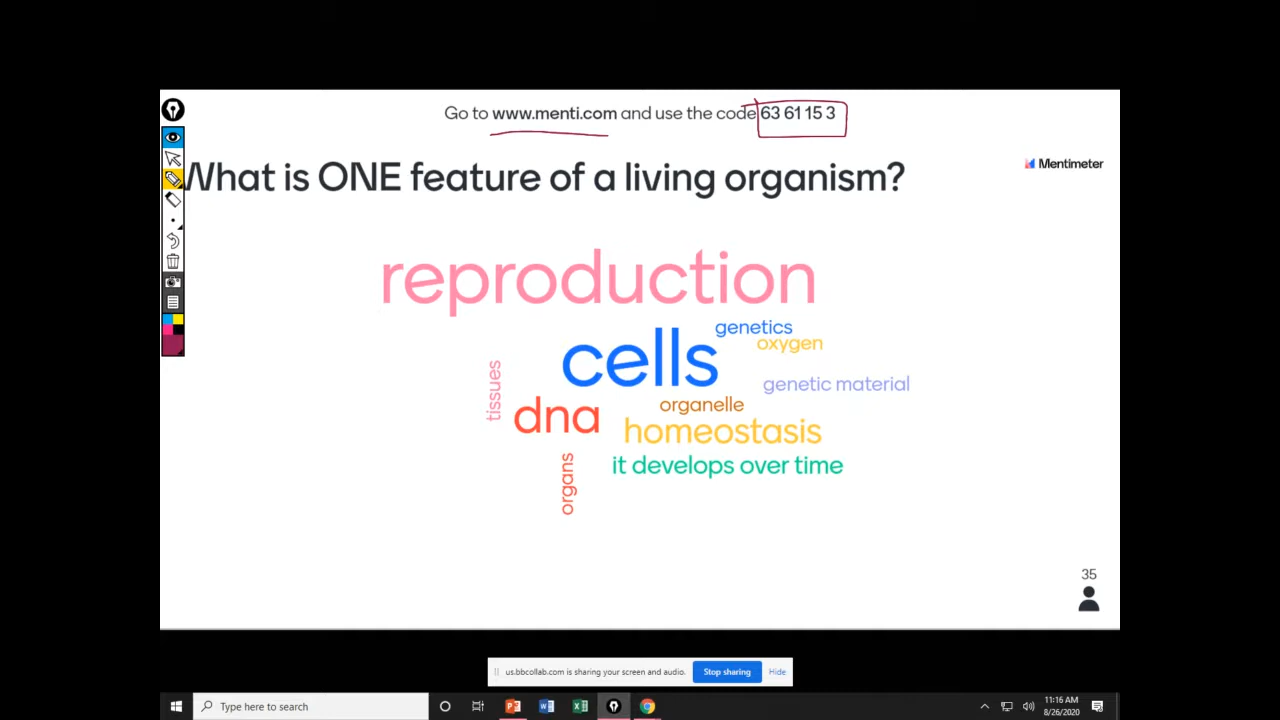 Go to www.menti.com and use the code 63 61 15 3
What is ONE feature of a living organism?
Mentimeter
reproduction
genetics
oxygen
cells
tissues
genetic material
organelle
dna
homeostasis
it develops over time
organs
35
us.bbcollab.com is sharing your screen and audio.
Stop sharing
Hide
Type here to search
11:16 AM
8/26/2020